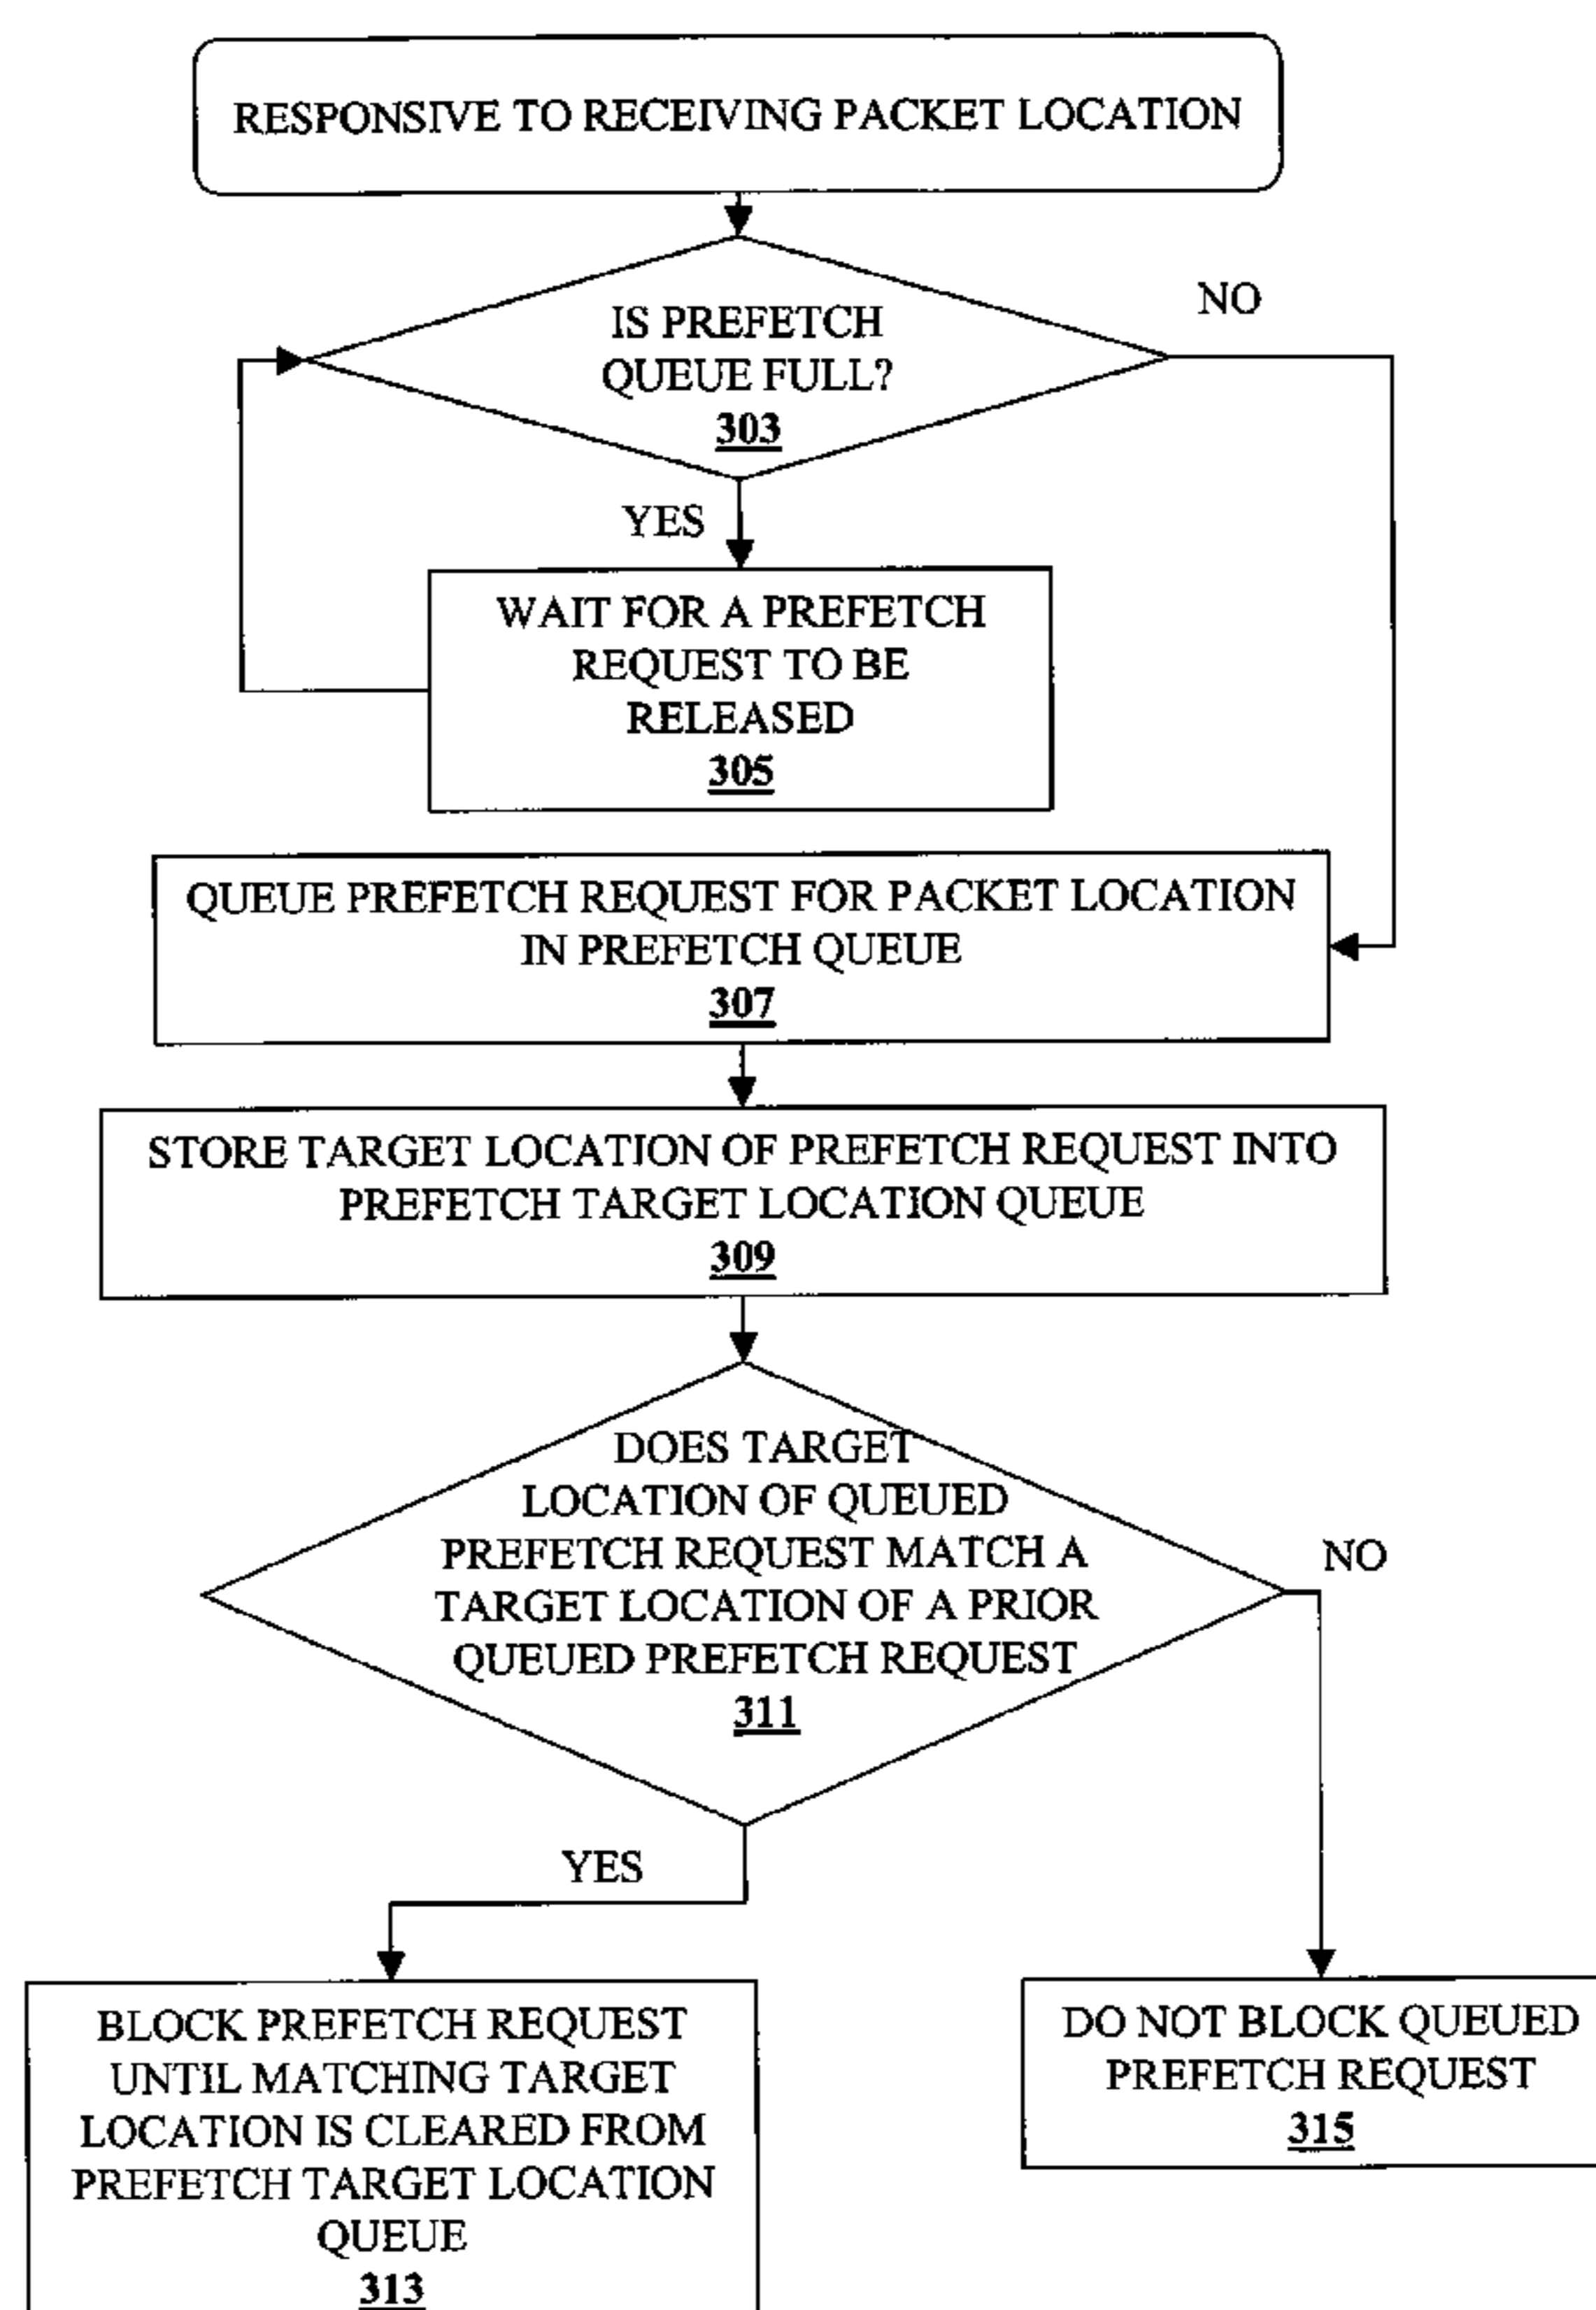 RESPONSIVE TO RECEIVING PACKET LOCATION
IS PREFETCH
QUEUE FULL?
303
NO
YES
WAIT FOR A PREFETCH
REQUEST TO BE
RELEASED
305
QUEUE PREFETCH REQUEST FOR PACKET LOCATION
IN PREFETCH QUEUE
307
STORE TARGET LOCATION OF PREFETCH REQUEST INTO
PREFETCH TARGET LOCATION QUEUE
309
DOES TARGET
LOCATION OF QUEUED
PREFETCH REQUEST MATCH A
TARGET LOCATION OF A PRIOR
QUEUED PREFETCH REQUEST
311
NO
YES
BLOCK PREFETCH REQUEST
UNTIL MATCHING TARGET
LOCATION IS CLEARED FROM
PREFETCH TARGET LOCATION
QUEUE
313
DO NOT BLOCK QUEUED
PREFETCH REQUEST
315